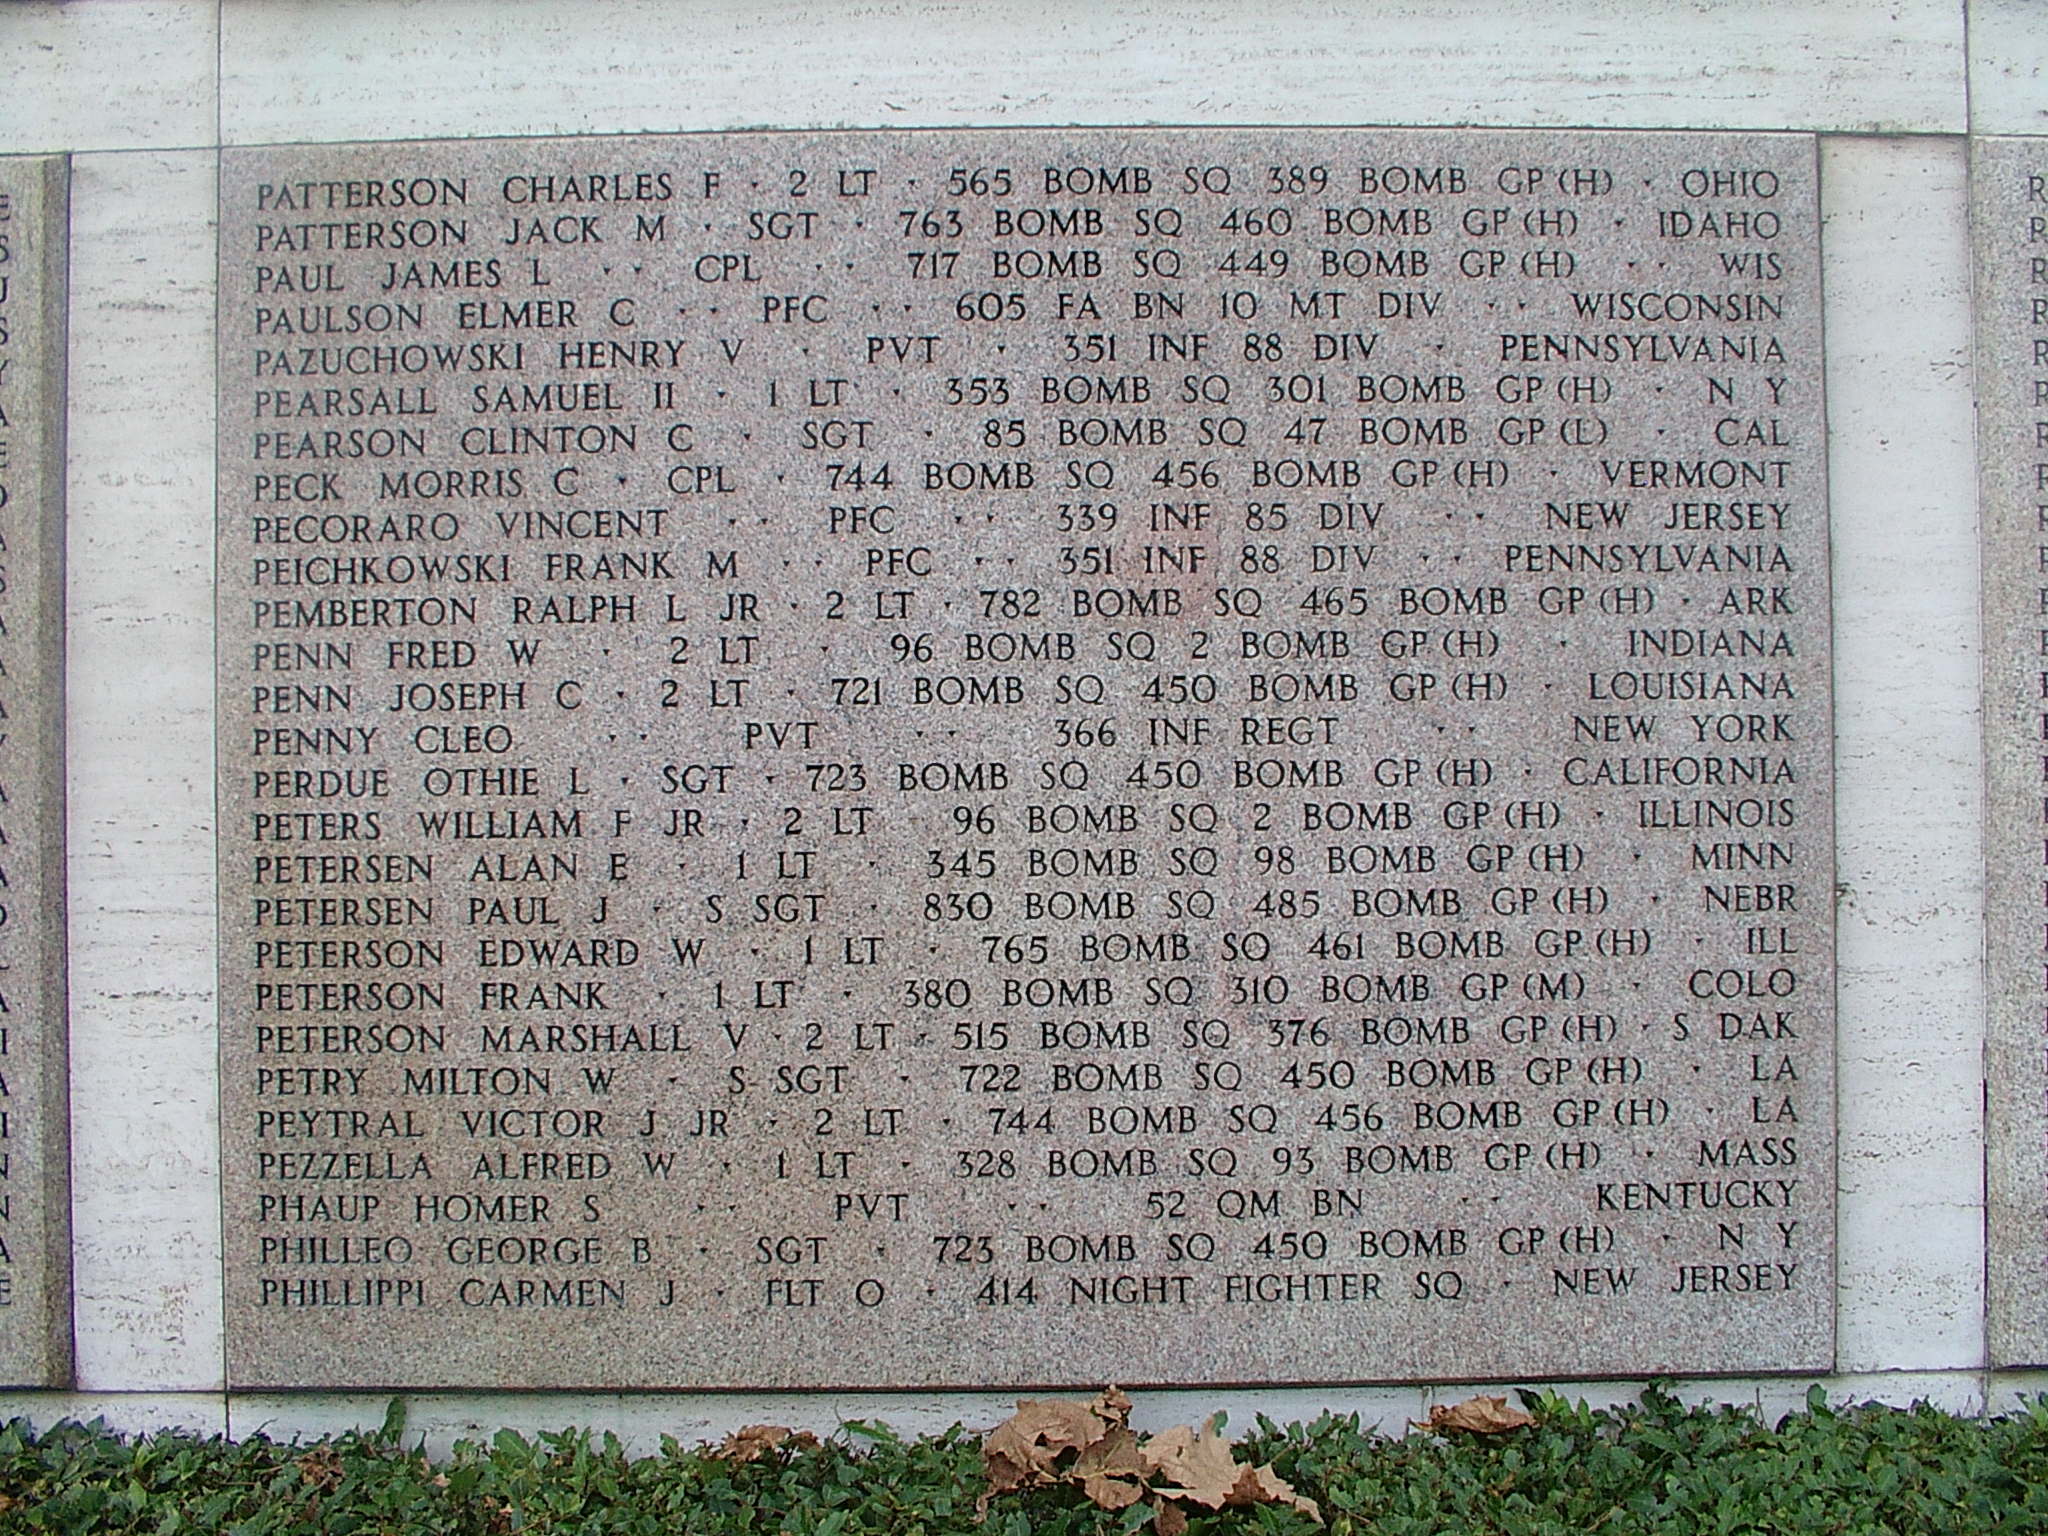 PATTERSON CHARLES F · 2 LT · 565 BOMB SQ 389 BOMB GP (H) · OHIO
PATTERSON JACK M · SGT · 763 BOMB SQ 460 BOMB GP (H) · IDAHO
PAUL JAMES L · · CPL · · 717 BOMB SQ 449 BOMB GP (H) · · WIS
PAULSON ELMER C · · PFC · · 605 FA BN 10 MT DIV · · WISCONSIN
PAZUCHOWSKI HENRY V · PVT · 351 INF 88 DIV · PENNSYLVANIA
PEARSALL SAMUEL II · 1 LT · 353 BOMB SQ 301 BOMB GP (H) · N Y
PEARSON CLINTON C · SGT · 85 BOMB SQ 47 BOMB GP (L) · CAL
PECK MORRIS C · CPL · 744 BOMB SQ 456 BOMB GP (H) · VERMONT
PECORARO VINCENT · · PFC · · 339 INF 85 DIV · · NEW JERSEY
PEICHKOWSKI FRANK M · · PFC · · 351 INF 88 DIV · · PENNSYLVANIA
PEMBERTON RALPH L JR · 2 LT · 782 BOMB SQ 465 BOMB GP (H) · ARK
PENN FRED W · 2 LT · 96 BOMB SQ 2 BOMB GP (H) · INDIANA
PENN JOSEPH C · 2 LT · 721 BOMB SQ 450 BOMB GP (H) · LOUISIANA
PENNY CLEO · · PVT · · 366 INF REGT · · NEW YORK
PERDUE OTHIE L · SGT · 723 BOMB SQ 450 BOMB GP (H) · CALIFORNIA
PETERS WILLIAM F JR · 2 LT · 96 BOMB SQ 2 BOMB GP (H) · ILLINOIS
PETERSEN ALAN E · 1 LT · 345 BOMB SQ 98 BOMB GP (H) · MINN
PETERSEN PAUL J · S SGT · 830 BOMB SQ 485 BOMB GP (H) · NEBR
PETERSON EDWARD W · 1 LT · 765 BOMB SQ 461 BOMB GP (H) · ILL
PETERSON FRANK · 1 LT · 380 BOMB SQ 310 BOMB GP (M) · COLO
PETERSON MARSHALL V · 2 LT · 515 BOMB SQ 376 BOMB GP (H) · S DAK
PETRY MILTON W · S SGT · 722 BOMB SQ 450 BOMB GP (H) · LA
PEYTRAL VICTOR J JR · 2 LT · 744 BOMB SQ 456 BOMB GP (H) · LA
PEZZELLA ALFRED W · 1 LT · 328 BOMB SQ 93 BOMB GP (H) · MASS
PHAUP HOMER S · · PVT · · 52 QM BN · · KENTUCKY
PHILLEO GEORGE B · SGT · 723 BOMB SQ 450 BOMB GP (H) · N Y
PHILLIPPI CARMEN J · FLT O · 414 NIGHT FIGHTER SQ · NEW JERSEY